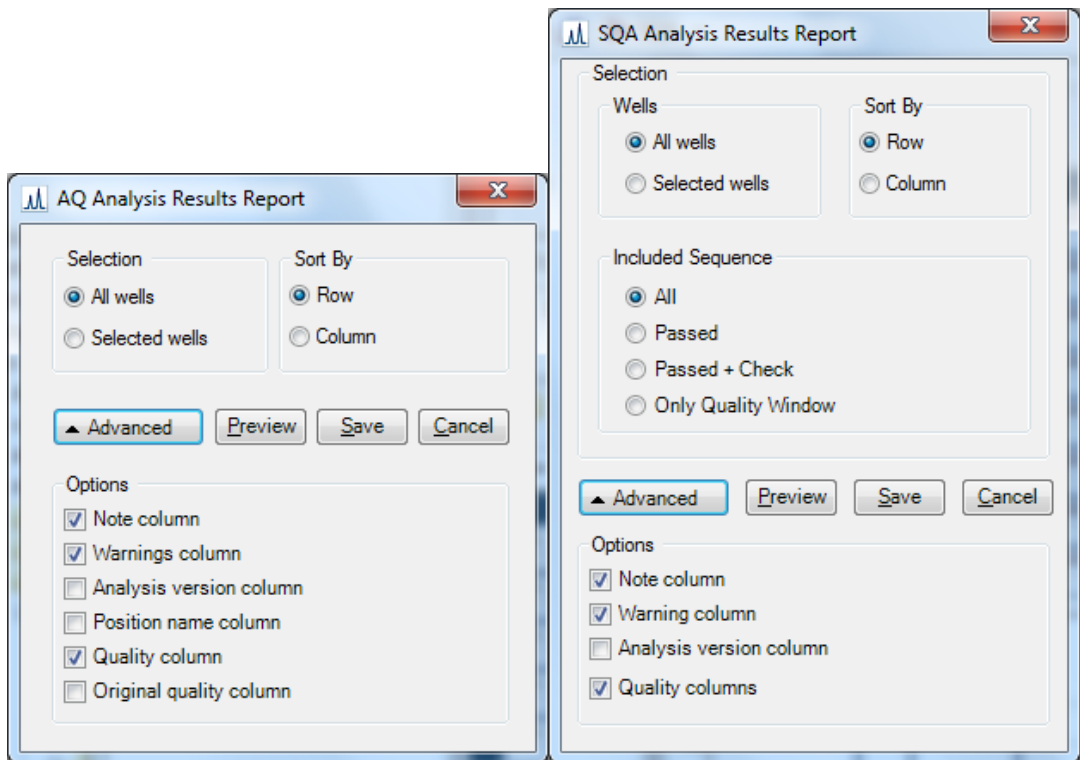 AQ Analysis Results Report
Selection
Sort By
All wells
Row
Selected wells
Column
Advanced
Preview
Save
Cancel
Options
Note column
Warnings column
Analysis version column
Position name column
Quality column
Original quality column
SQA Analysis Results Report
Selection
Wells
Sort By
All wells
Row
Selected wells
Column
Included Sequence
All
Passed
Passed + Check
Only Quality Window
Advanced
Preview
Save
Cancel
Options
Note column
Warning column
Analysis version column
Quality columns